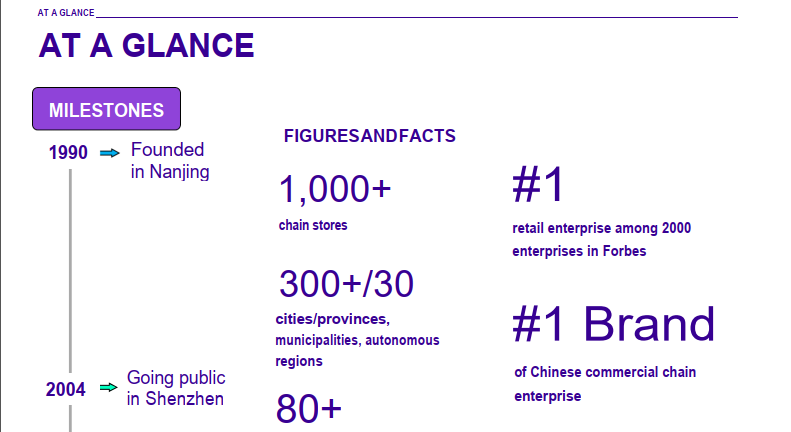 AT A GLANCE
AT A GLANCE
MILESTONES
1990
Founded
in Nanjing
2004
Going public
in Shenzhen
FIGURESANDFACTS
1,000+
chain stores
300+/30
cities/provinces,
municipalities, autonomous
regions
80+
#1
retail enterprise among 2000
enterprises in Forbes
#1 Brand
of Chinese commercial chain
enterprise